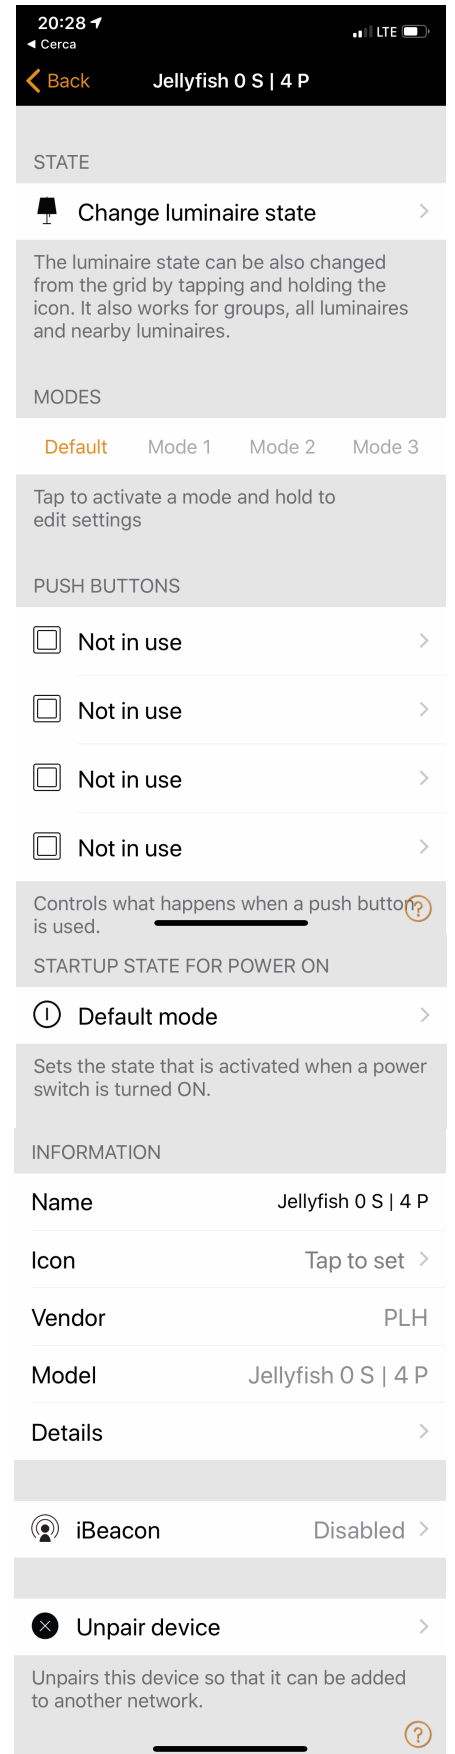 20:28
◀ Cerca
LTE
Back
Jellyfish 0 S | 4 P
STATE
Change luminaire state
The luminaire state can be also changed
from the grid by tapping and holding the
icon. It also works for groups, all luminaires
and nearby luminaires.
MODES
Default Mode 1 Mode 2 Mode 3
Tap to activate a mode and hold to
edit settings
PUSH BUTTONS
Not in use
Not in use
Not in use
Not in use
Controls what happens when a push button
is used.
?
STARTUP STATE FOR POWER ON
Default mode
Sets the state that is activated when a power
switch is turned ON.
INFORMATION
Name Jellyfish 0 S | 4 P
Icon Tap to set
Vendor PLH
Model Jellyfish 0 S | 4 P
Details
iBeacon Disabled
Unpair device
Unpairs this device so that it can be added
to another network.
?